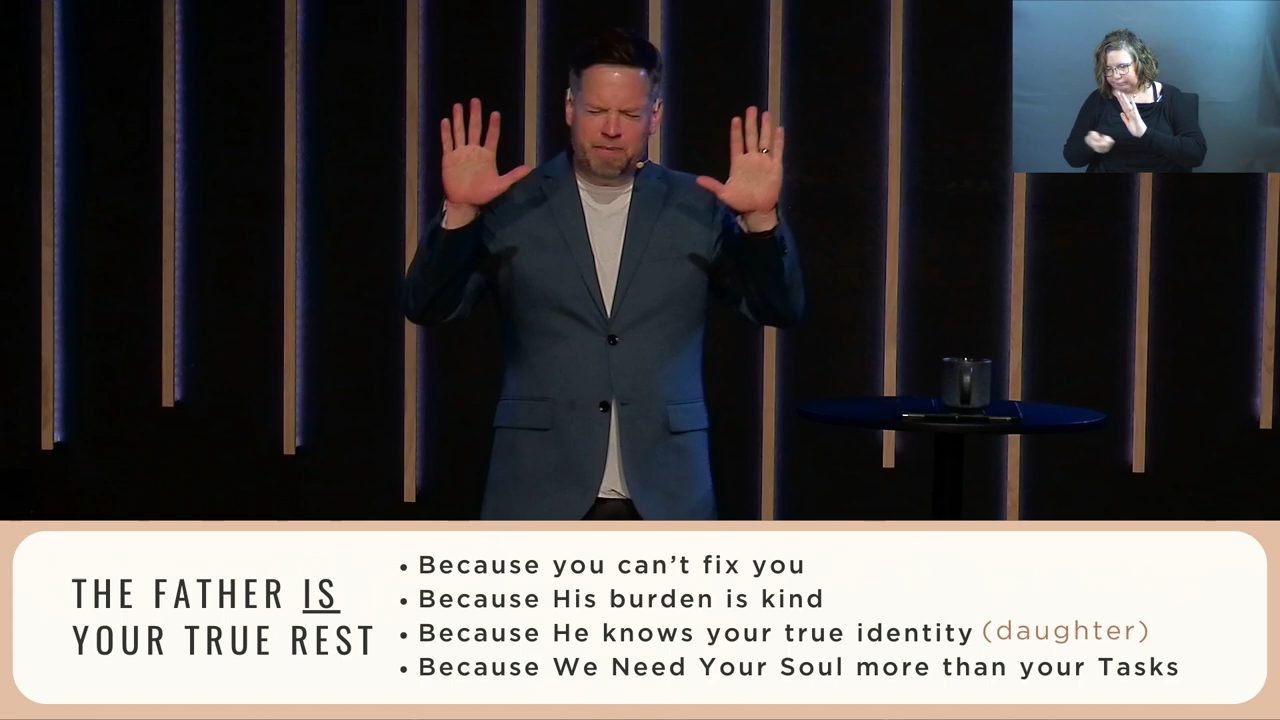 THE FATHER IS
YOUR TRUE REST
• Because you can’t fix you
• Because His burden is kind
• Because He knows your true identity (daughter)
• Because We Need Your Soul more than your Tasks